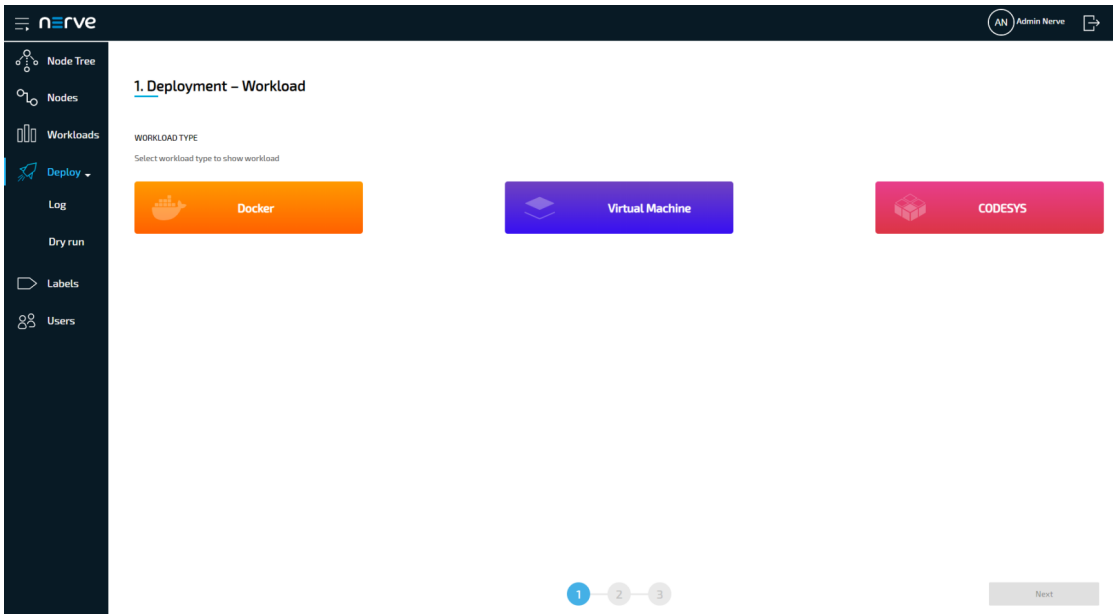 nerve
AN Admin Nerve
Node Tree
Nodes
Workloads
Deploy
Log
Dry run
Labels
Users
1. Deployment – Workload
WORKLOAD TYPE
Select workload type to show workload
Docker
Virtual Machine
CODESYS
1 2 3
Next